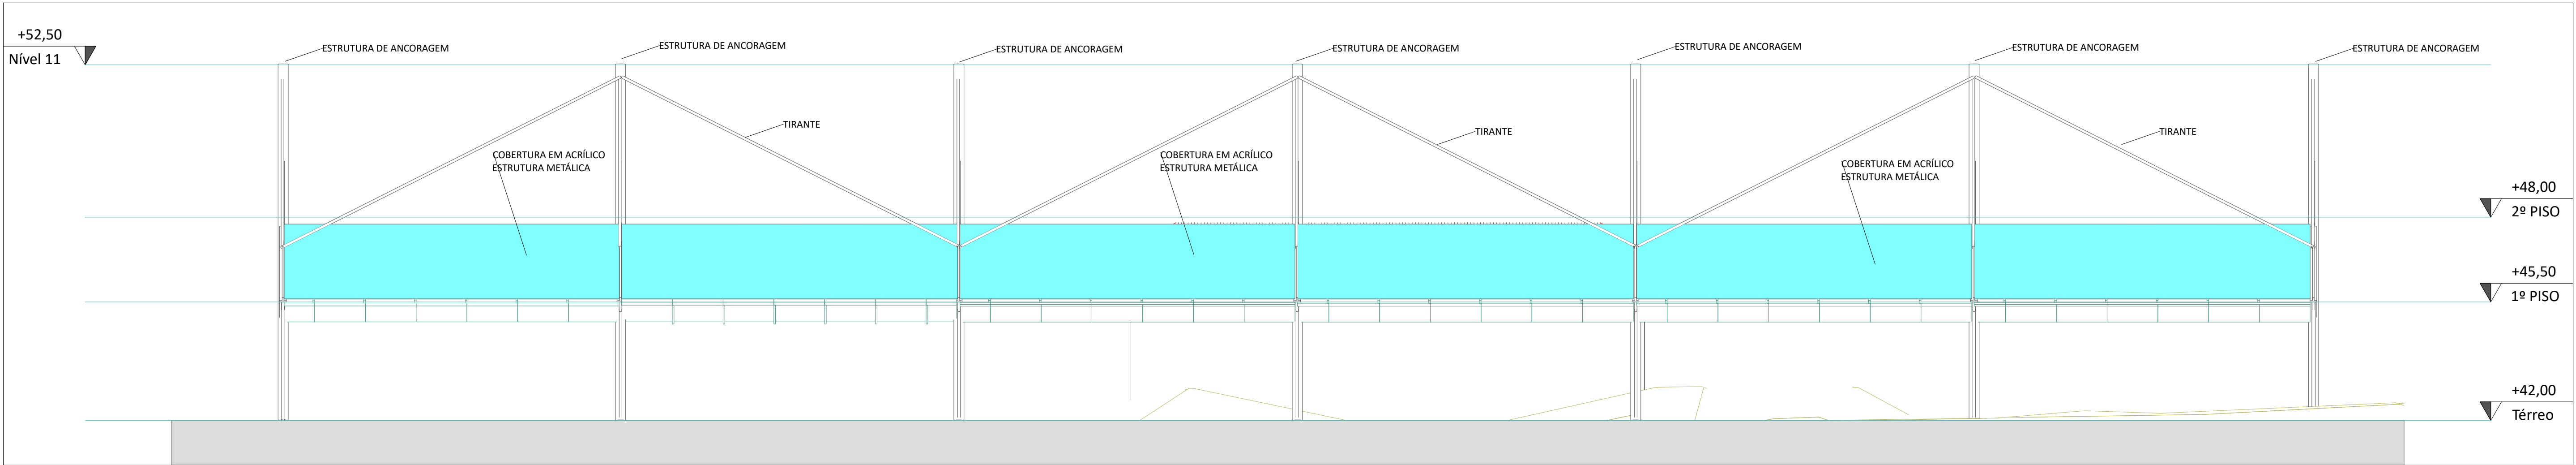 +52,50
Nível 11
ESTRUTURA DE ANCORAGEM
ESTRUTURA DE ANCORAGEM
ESTRUTURA DE ANCORAGEM
ESTRUTURA DE ANCORAGEM
ESTRUTURA DE ANCORAGEM
ESTRUTURA DE ANCORAGEM
ESTRUTURA DE ANCORAGEM
TIRANTE
TIRANTE
TIRANTE
COBERTURA EM ACRÍLICO
ESTRUTURA METÁLICA
COBERTURA EM ACRÍLICO
ESTRUTURA METÁLICA
COBERTURA EM ACRÍLICO
ESTRUTURA METÁLICA
+48,00
2º PISO
+45,50
1º PISO
+42,00
Térreo